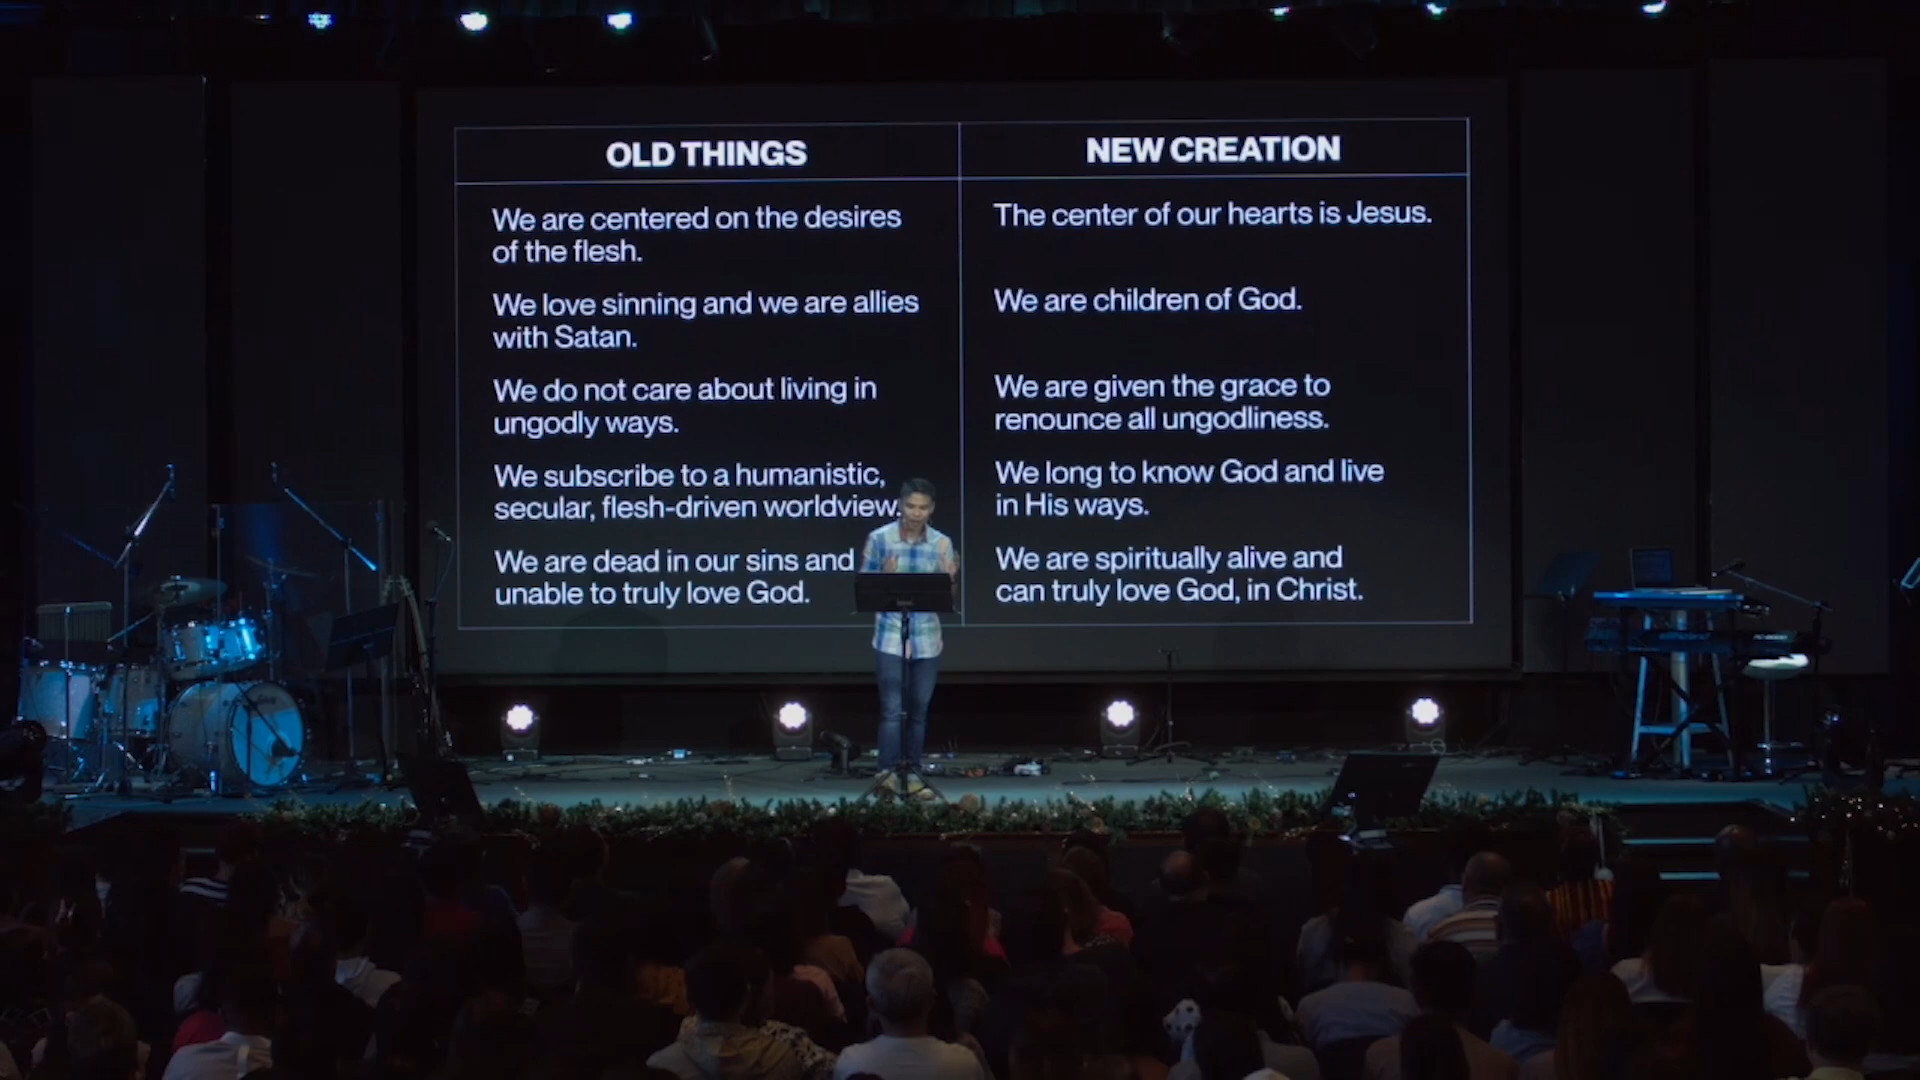 OLD THINGS
NEW CREATION
We are centered on the desires
of the flesh.
The center of our hearts is Jesus.
We love sinning and we are allies
with Satan.
We are children of God.
We do not care about living in
ungodly ways.
We are given the grace to
renounce all ungodliness.
We subscribe to a humanistic,
secular, flesh-driven worldview.
We long to know God and live
in His ways.
We are dead in our sins and
unable to truly love God.
We are spiritually alive and
can truly love God, in Christ.